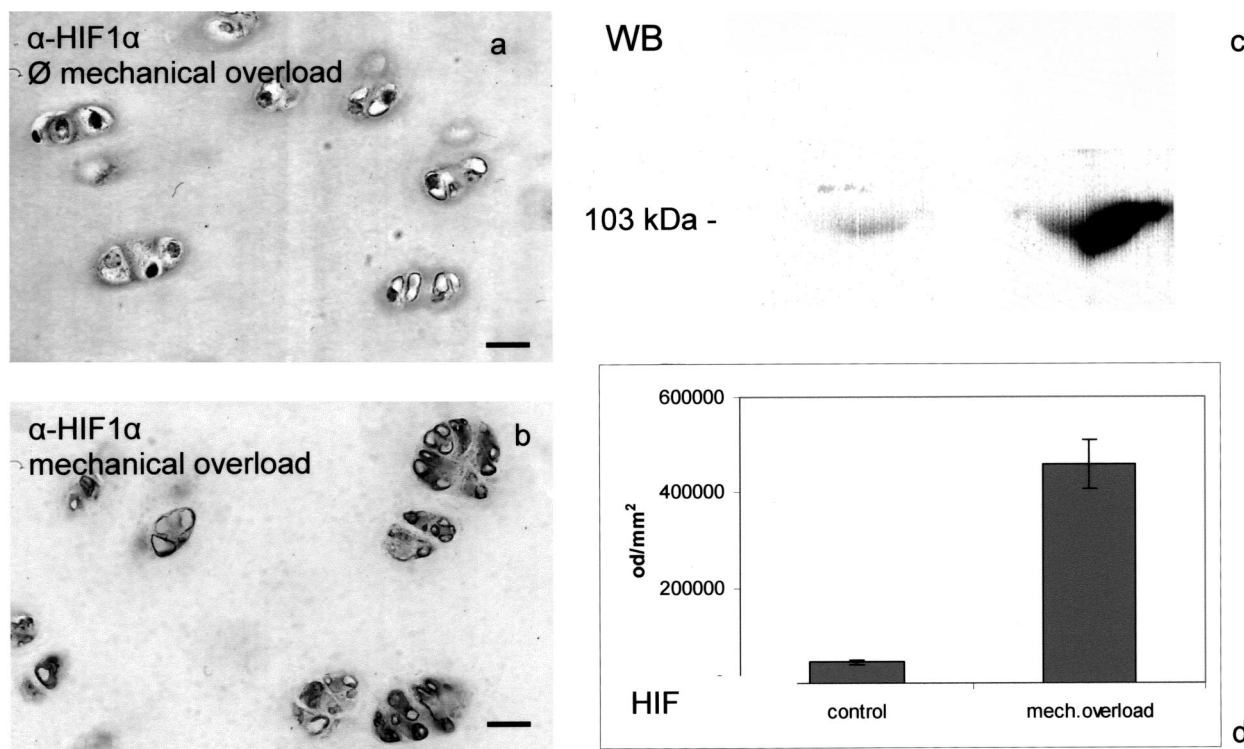 α-HIF1α
Ø mechanical overload
a
α-HIF1α
mechanical overload
b
WB
c
103 kDa -
600000
400000
200000
od/mm²
HIF
control
mech.overload
d